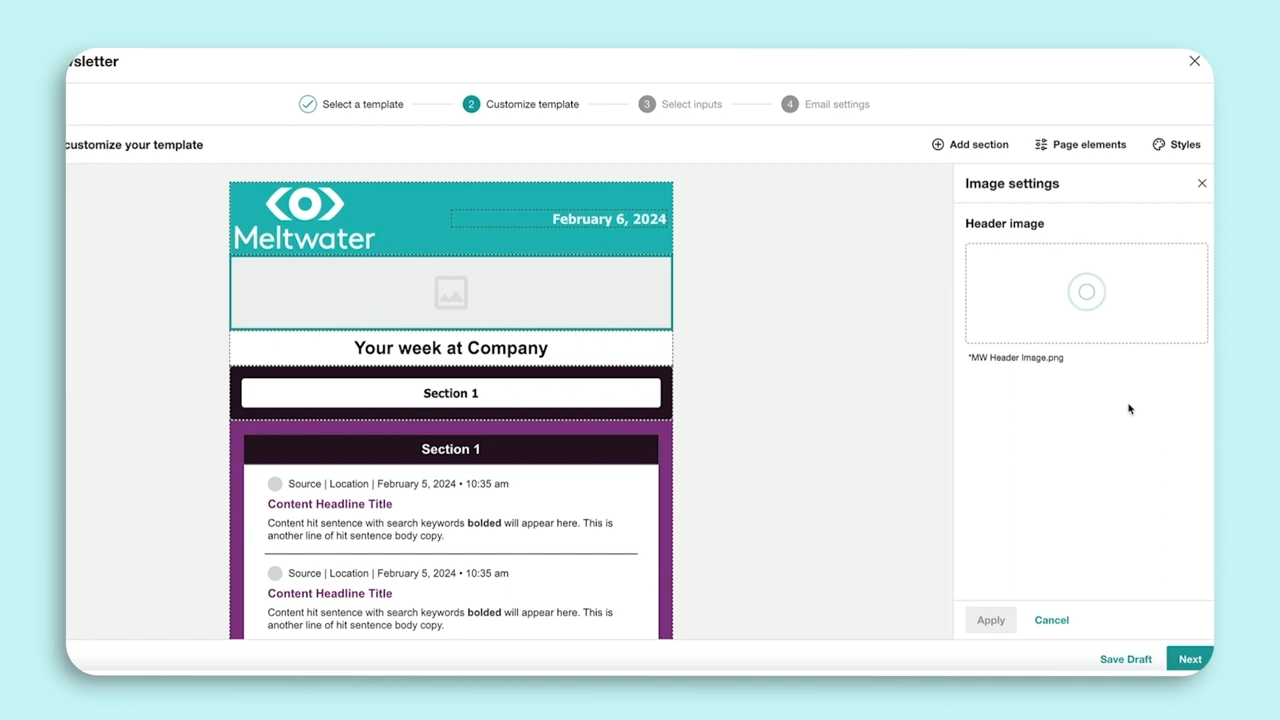 sletter
Select a template
2 Customize template
3 Select inputs
4 Email settings
customize your template
Add section
Page elements
Styles
Meltwater
February 6, 2024
Your week at Company
Section 1
Section 1
Source | Location | February 5, 2024 • 10:35 am
Content Headline Title
Content hit sentence with search keywords bolded will appear here. This is
another line of hit sentence body copy.
Source | Location | February 5, 2024 • 10:35 am
Content Headline Title
Content hit sentence with search keywords bolded will appear here. This is
another line of hit sentence body copy.
Image settings
Header image
*MW Header Image.png
Apply
Cancel
Save Draft
Next